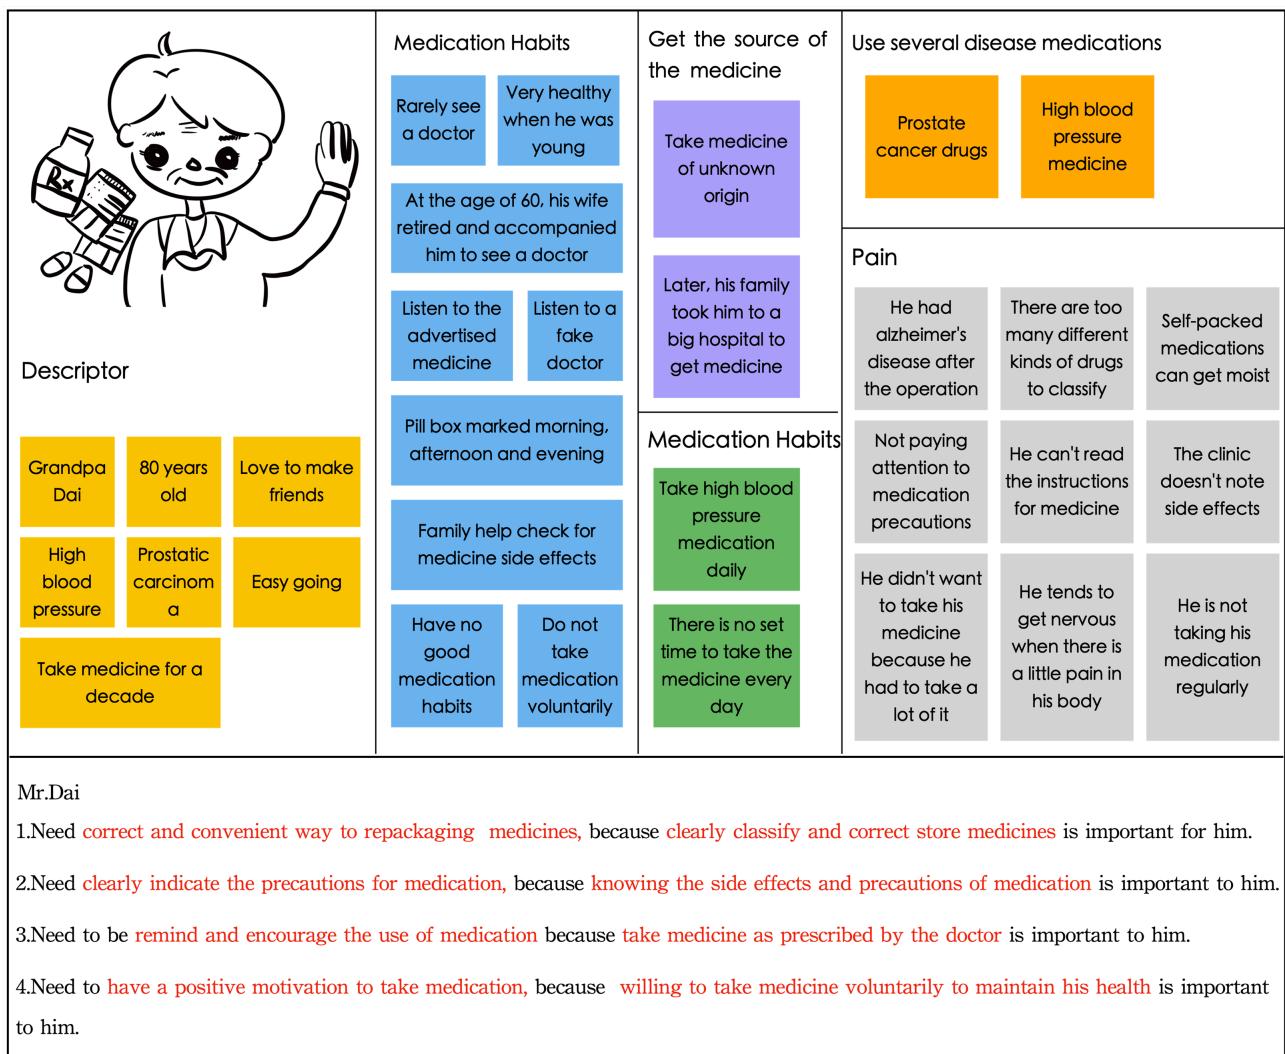 Rx
Descriptor
Grandpa
Dai
80 years
old
Love to make
friends
High
blood
pressure
Prostatic
carcinom
a
Easy going
Take medicine for a
decade
Medication Habits
Rarely see
a doctor
Very healthy
when he was
young
At the age of 60, his wife
retired and accompanied
him to see a doctor
Listen to the
advertised
medicine
Listen to a
fake
doctor
Pill box marked morning,
afternoon and evening
Family help check for
medicine side effects
Have no
good
medication
habits
Do not
take
medication
voluntarily
Get the source of
the medicine
Take medicine
of unknown
origin
Later, his family
took him to a
big hospital to
get medicine
Medication Habits
Take high blood
pressure
medication
daily
There is no set
time to take the
medicine every
day
Use several disease medications
Prostate
cancer drugs
High blood
pressure
medicine
Pain
He had
alzheimer's
disease after
the operation
There are too
many different
kinds of drugs
to classify
Self-packed
medications
can get moist
Not paying
attention to
medication
precautions
He can't read
the instructions
for medicine
The clinic
doesn't note
side effects
He didn't want
to take his
medicine
because he
had to take a
lot of it
He tends to
get nervous
when there is
a little pain in
his body
He is not
taking his
medication
regularly
Mr.Dai
1.Need correct and convenient way to repackaging medicines, because clearly classify and correct store medicines is important for him.
2.Need clearly indicate the precautions for medication, because knowing the side effects and precautions of medication is important to him.
3.Need to be remind and encourage the use of medication because take medicine as prescribed by the doctor is important to him.
4.Need to have a positive motivation to take medication, because willing to take medicine voluntarily to maintain his health is important
to him.